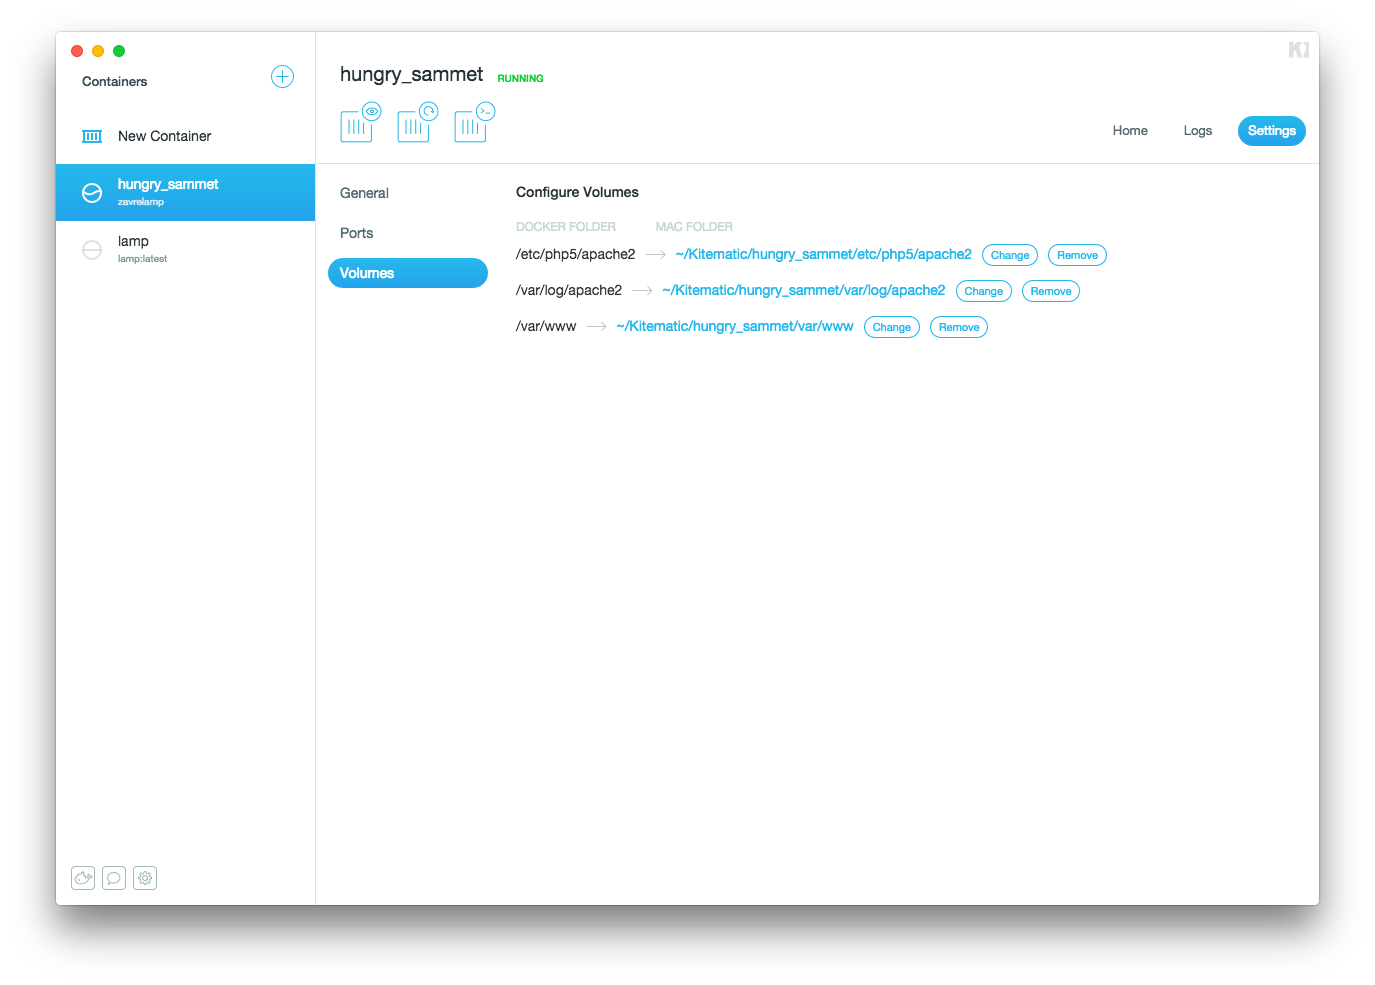 Containers
New Container
hungry_sammet
zavrelamp
lamp
lamp:latest
hungry_sammet RUNNING
Home Logs Settings
General
Ports
Volumes
Configure Volumes
DOCKER FOLDER MAC FOLDER
/etc/php5/apache2 ~/Kitematic/hungry_sammet/etc/php5/apache2 Change Remove
/var/log/apache2 ~/Kitematic/hungry_sammet/var/log/apache2 Change Remove
/var/www ~/Kitematic/hungry_sammet/var/www Change Remove